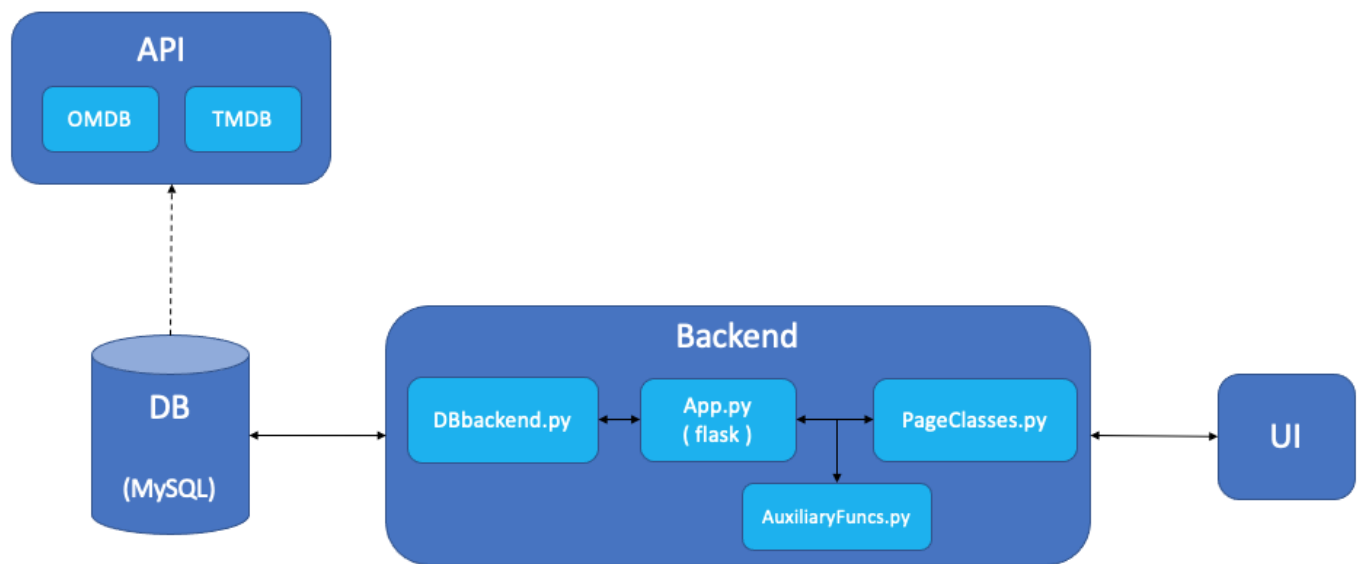 API
OMDB
TMDB
Backend
DBbackend.py
App.py
( flask )
PageClasses.py
AuxiliaryFuncs.py
DB
(MySQL)
UI